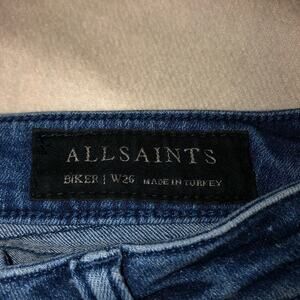 ALLSAINTS
BIKER | W26 MADE IN TURKEY